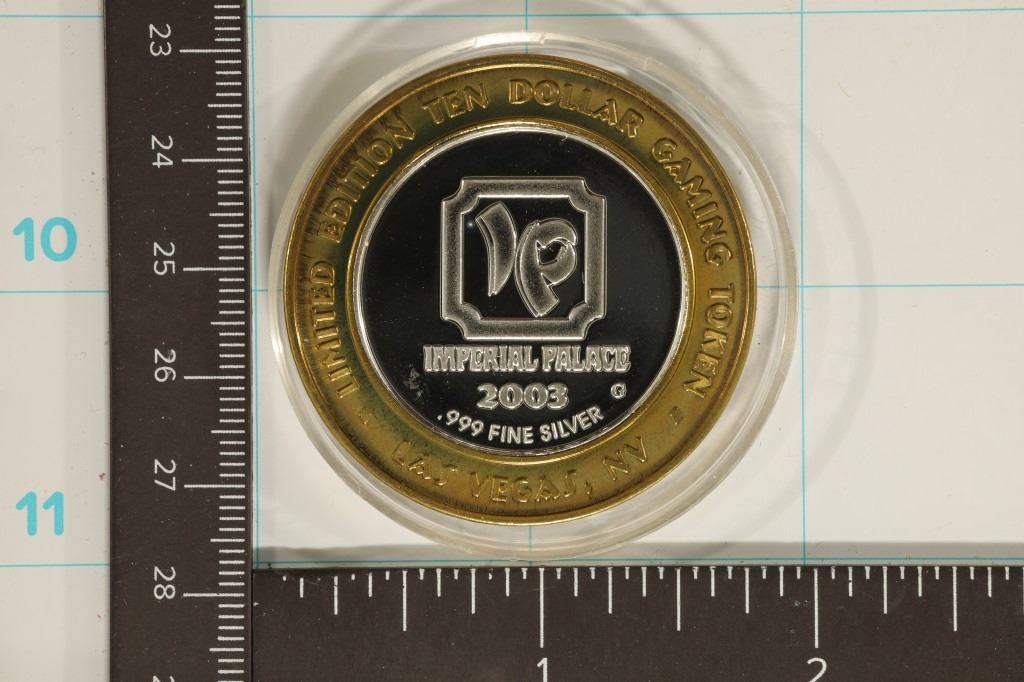 LIMITED EDITION TEN DOLLAR GAMING TOKEN
IP
IMPERIAL PALACE
2003 G
.999 FINE SILVER
LAS VEGAS, NV
10
11
23
24
25
26
27
28
1
2